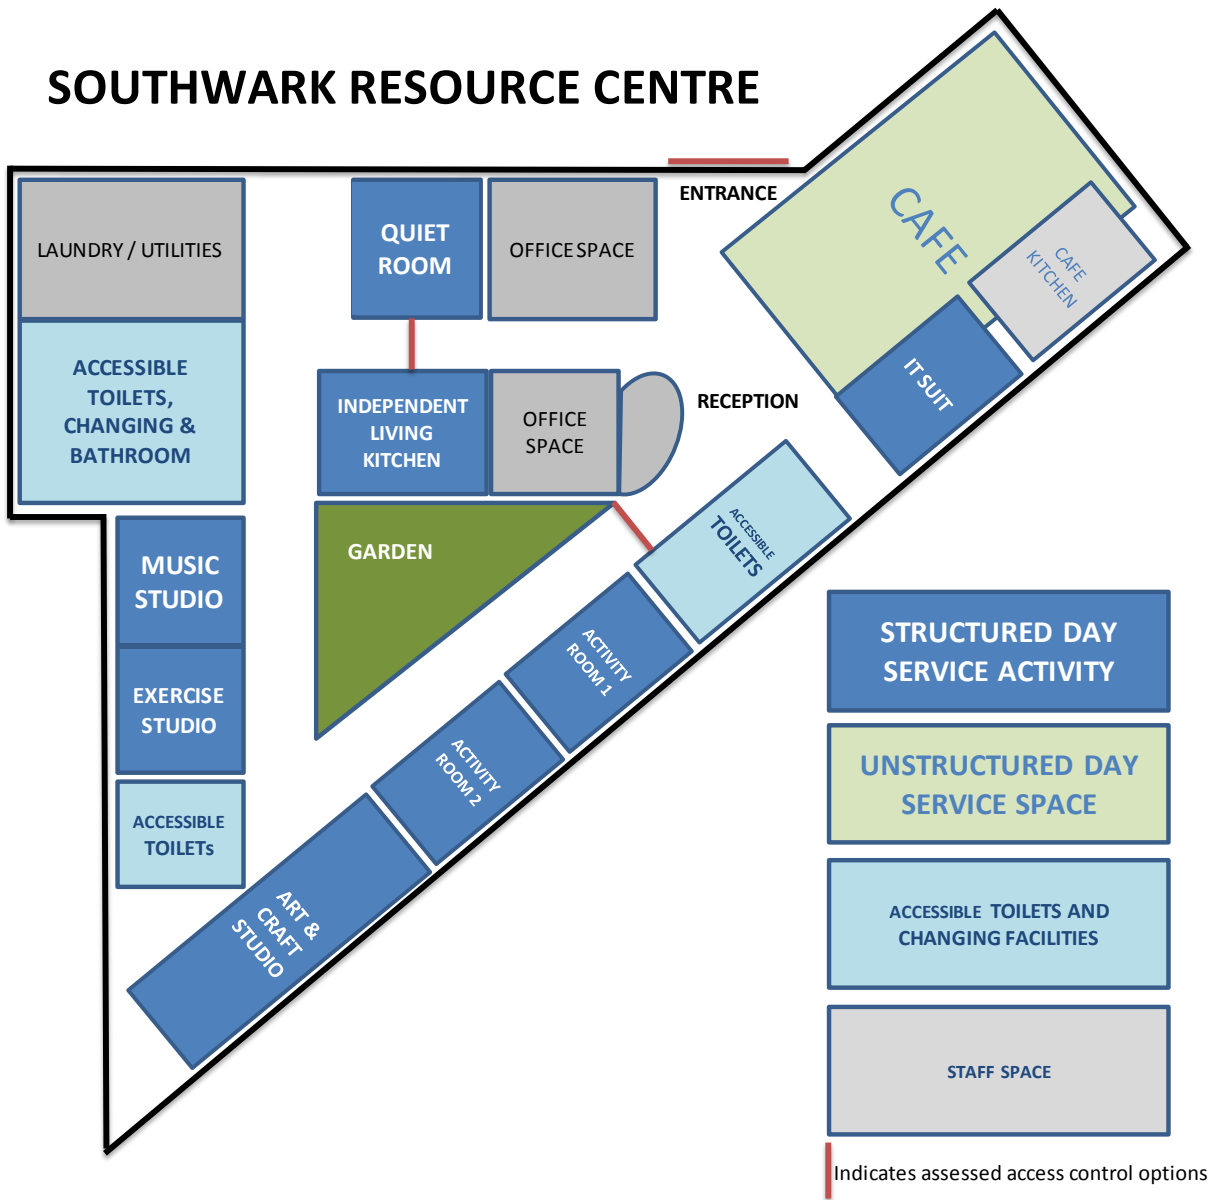 SOUTHWARK RESOURCE CENTRE
ENTRANCE
LAUNDRY / UTILITIES
QUIET
ROOM
OFFICE SPACE
CAFE
CAFE
KITCHEN
IT SUIT
ACCESSIBLE
TOILETS,
CHANGING &
BATHROOM
INDEPENDENT
LIVING
KITCHEN
OFFICE
SPACE
RECEPTION
ACCESSIBLE
TOILETS
GARDEN
MUSIC
STUDIO
EXERCISE
STUDIO
ACCESSIBLE
TOILETs
ACTIVITY
ROOM 1
ACTIVITY
ROOM 2
ART &
CRAFT
STUDIO
STRUCTURED DAY
SERVICE ACTIVITY
UNSTRUCTURED DAY
SERVICE SPACE
ACCESSIBLE TOILETS AND
CHANGING FACILITIES
STAFF SPACE
Indicates assessed access control options